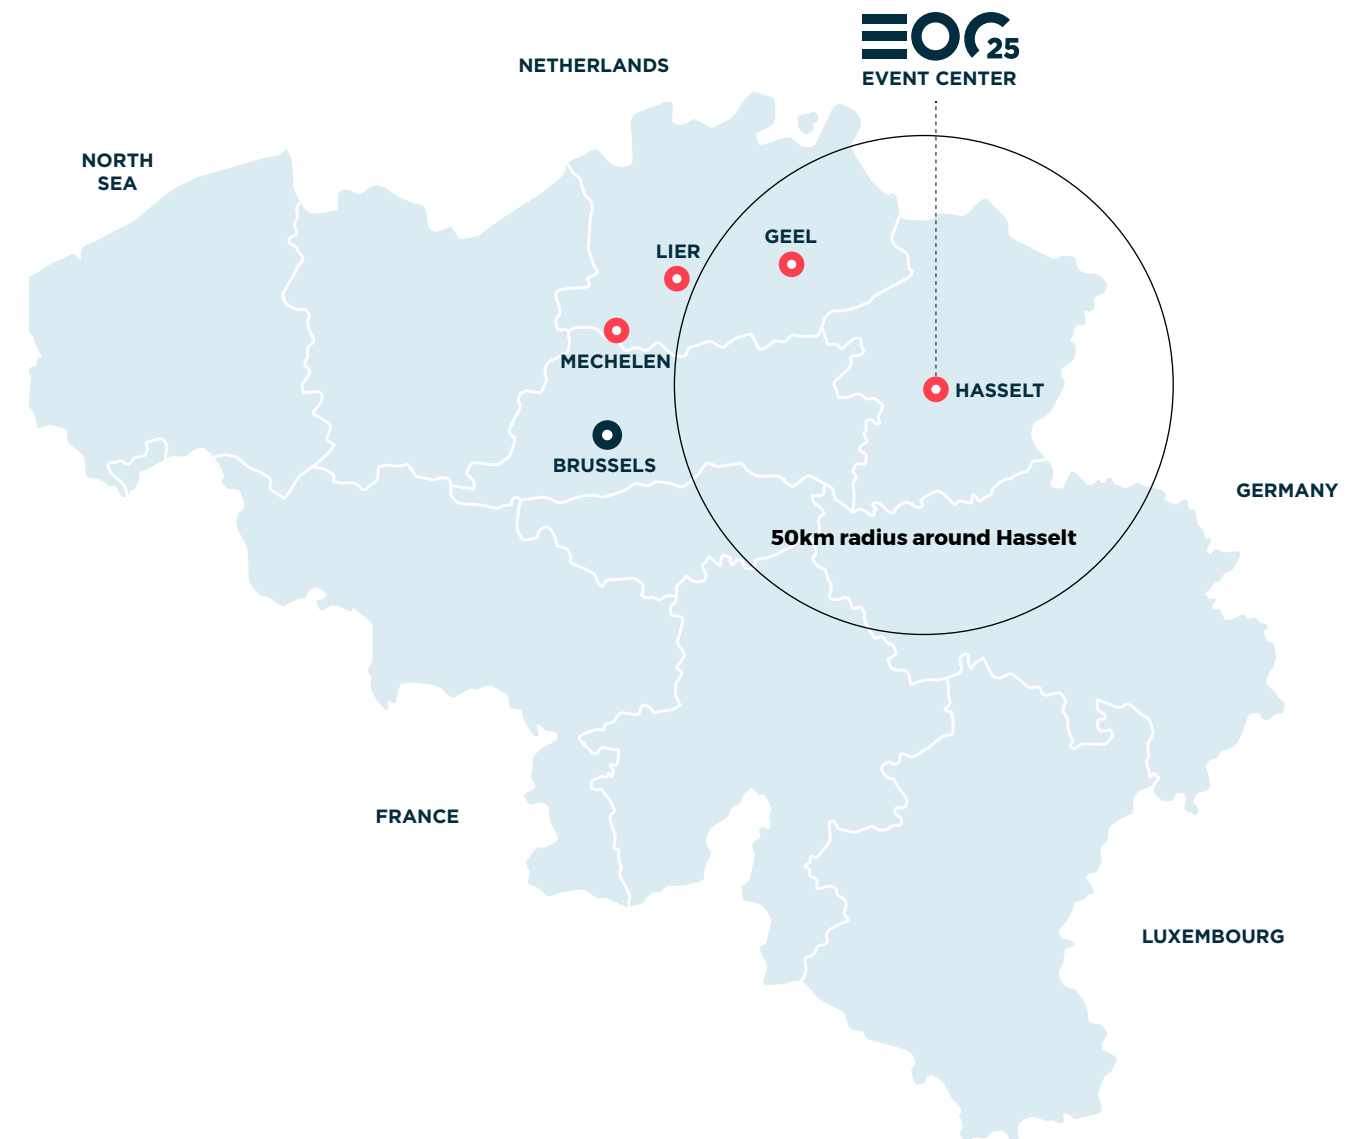 EOC25
EVENT CENTER
NETHERLANDS
NORTH
SEA
GEEL
LIER
MECHELEN
HASSELT
BRUSSELS
GERMANY
50km radius around Hasselt
FRANCE
LUXEMBOURG